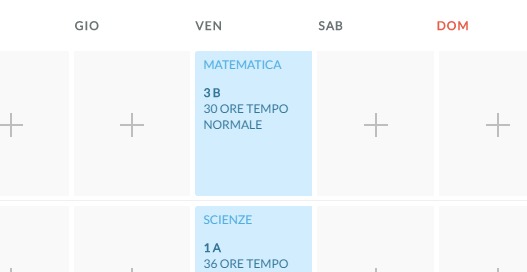 GIO VEN SAB DOM
MATEMATICA
3 B
30 ORE TEMPO
NORMALE
SCIENZE
1 A
36 ORE TEMPO